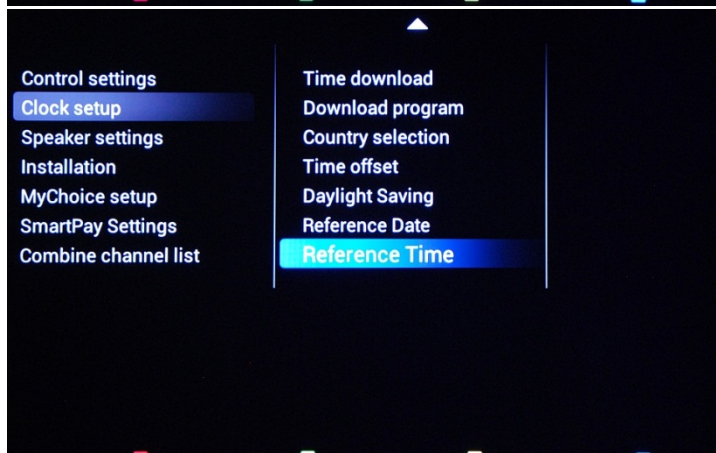 Control settings
Clock setup
Speaker settings
Installation
MyChoice setup
SmartPay Settings
Combine channel list
Time download
Download program
Country selection
Time offset
Daylight Saving
Reference Date
Reference Time